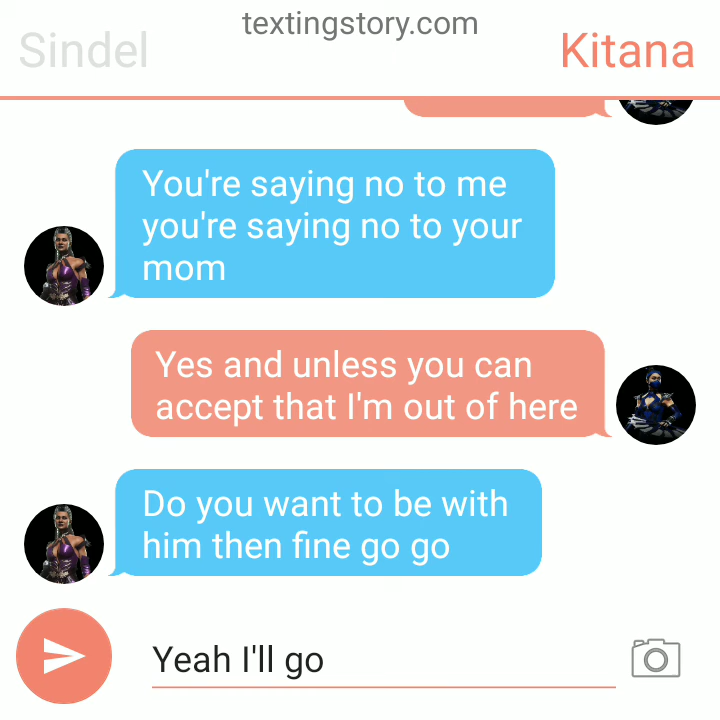 textingstory.com
Sindel
Kitana
You're saying no to me
you're saying no to your
mom
Yes and unless you can
accept that I'm out of here
Do you want to be with
him then fine go go
Yeah I'll go